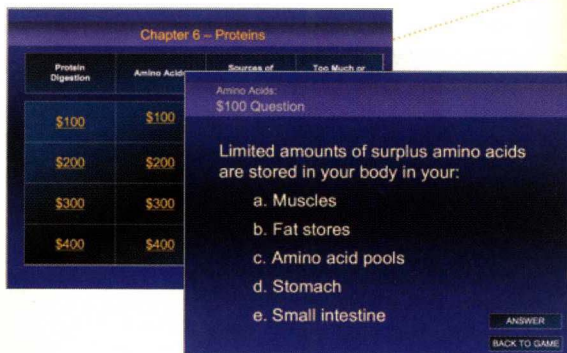 Chapter 6 – Proteins
Protein
Digestion
Amino Acids
Sources of
Too Much or
$100
$100
$200
$200
$300
$300
$400
$400
Amino Acids:
$100 Question
Limited amounts of surplus amino acids
are stored in your body in your:
a. Muscles
b. Fat stores
c. Amino acid pools
d. Stomach
e. Small intestine
ANSWER
BACK TO GAME